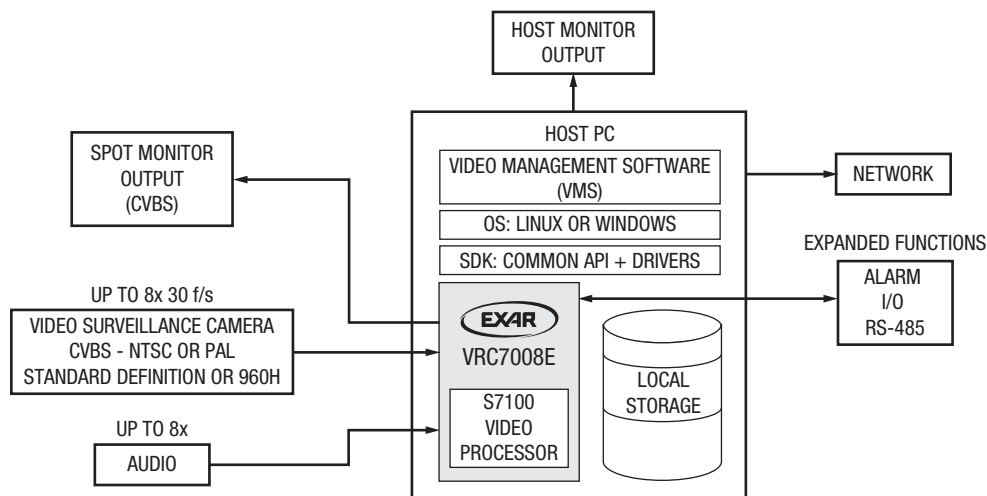 HOST MONITOR
OUTPUT
HOST PC
SPOT MONITOR
OUTPUT
(CVBS)
VIDEO MANAGEMENT SOFTWARE
(VMS)
NETWORK
OS: LINUX OR WINDOWS
SDK: COMMON API + DRIVERS
EXPANDED FUNCTIONS
ALARM
I/O
RS-485
UP TO 8x 30 f/s
VIDEO SURVEILLANCE CAMERA
CVBS - NTSC OR PAL
STANDARD DEFINITION OR 960H
EXAR
VRC7008E
S7100
VIDEO
PROCESSOR
LOCAL
STORAGE
UP TO 8x
AUDIO